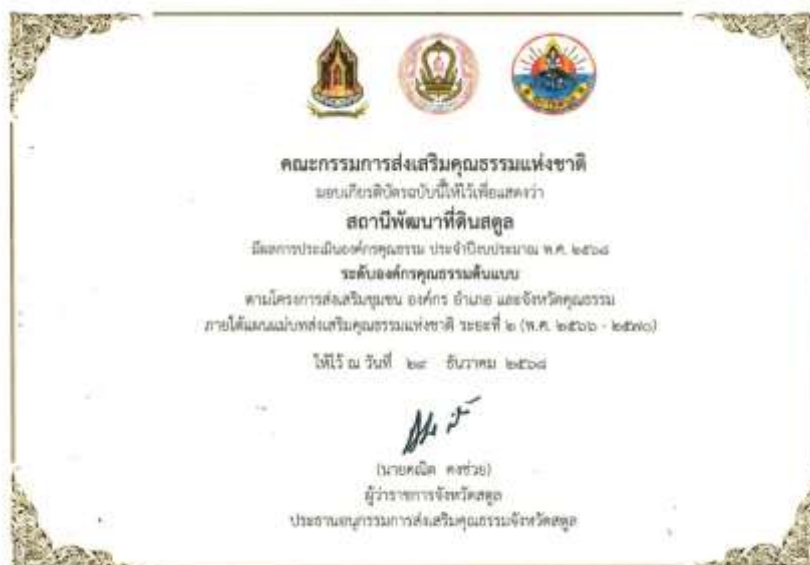 คณะกรรมการส่งเสริมคุณธรรมแห่งชาติ
มอบเกียรติบัตรฉบับนี้ให้ไว้เพื่อแสดงว่า
สถานีพัฒนาที่ดินสตูล
มีผลการประเมินองค์กรคุณธรรม ประจำปีงบประมาณ พ.ศ. ๒๕๖๘
ระดับองค์กรคุณธรรมต้นแบบ
ตามโครงการส่งเสริมชุมชน องค์กร อำเภอ และจังหวัดคุณธรรม
ภายใต้แผนแม่บทส่งเสริมคุณธรรมแห่งชาติ ระยะที่ ๒ (พ.ศ. ๒๕๖๖ - ๒๕๗๐)
ให้ไว้ ณ วันที่ ธันวาคม ๒๕๖๘
(นายคณิต คงช่วย)
ผู้ว่าราชการจังหวัดสตูล
ประธานอนุกรรมการส่งเสริมคุณธรรมจังหวัดสตูล